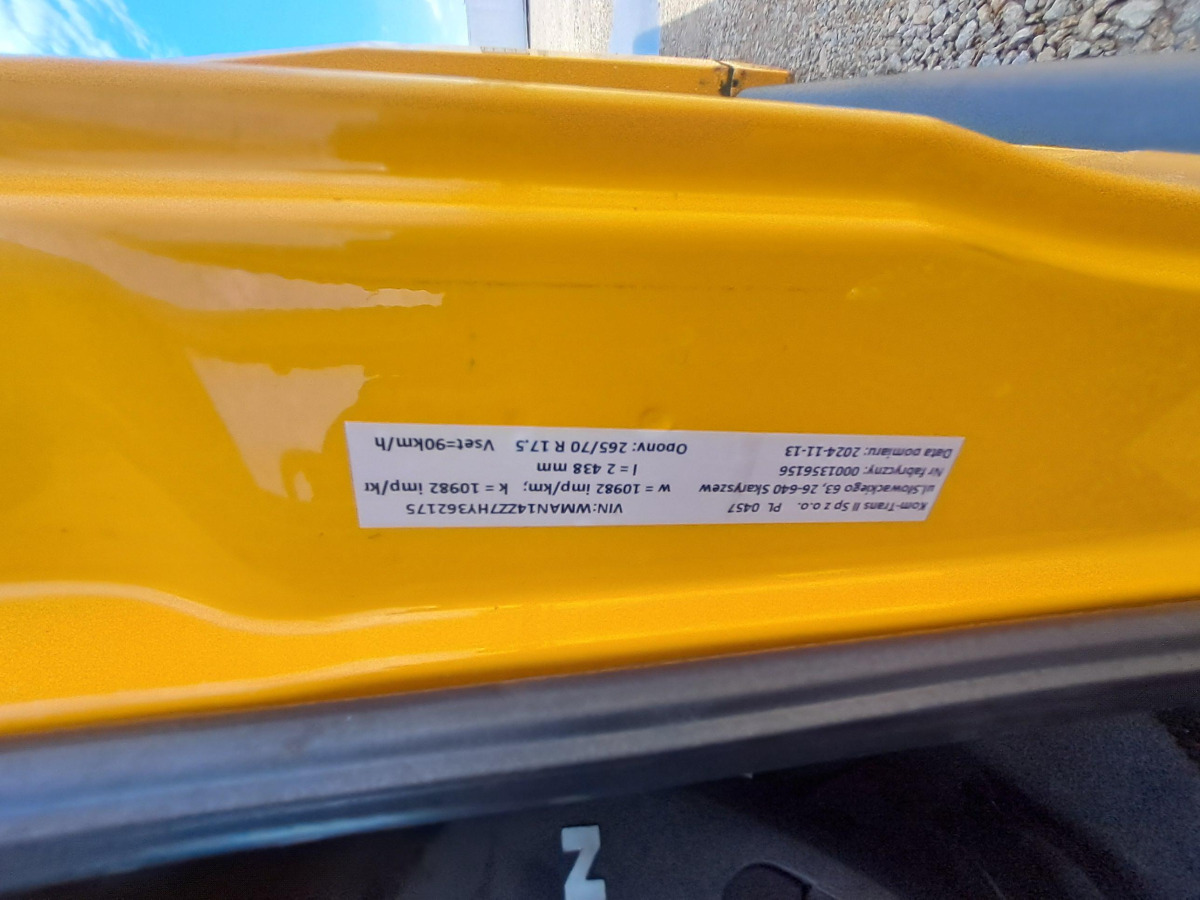 Kom-Trans II Sp z o.o. PL 0457
ul.Słowackiego 63, 26-640 Skaryszew
Nr fabryczny: 0001356156
Data pomiaru: 2024-11-13
VIN:WMAN14ZZ7HY362175
w = 10982 imp/km; k = 10982 imp/kr
l = 2 438 mm
Opony: 265/70 R 17.5 Vset=90km/h
N